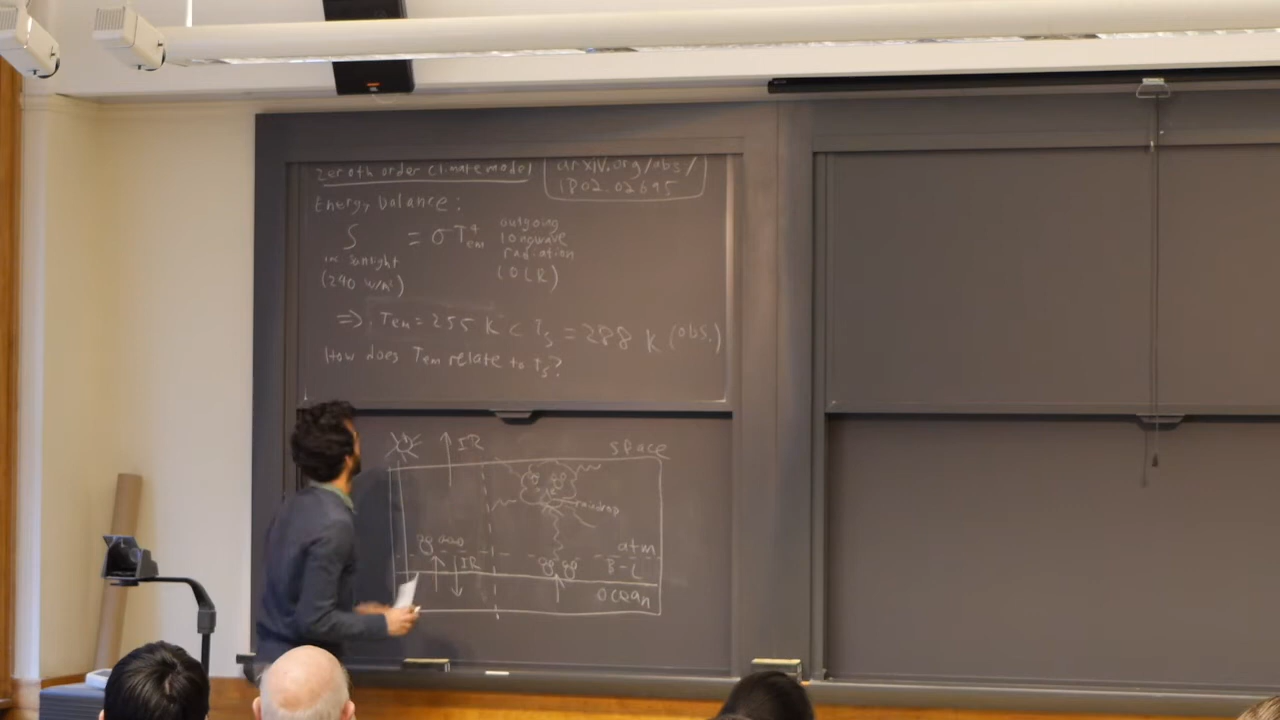 Zeroth order climate model
arxiv.org/abs/
1802.02695
Energy balance:
S = σT⁴em
inc sunlight
(240 W/m²)
outgoing
longwave
radiation
(OLR)
⇒ Tem = 255 K < Ts = 288 K (obs.)
How does Tem relate to Ts?
IR
space
raindrop
atm
IR
B-L
ocean